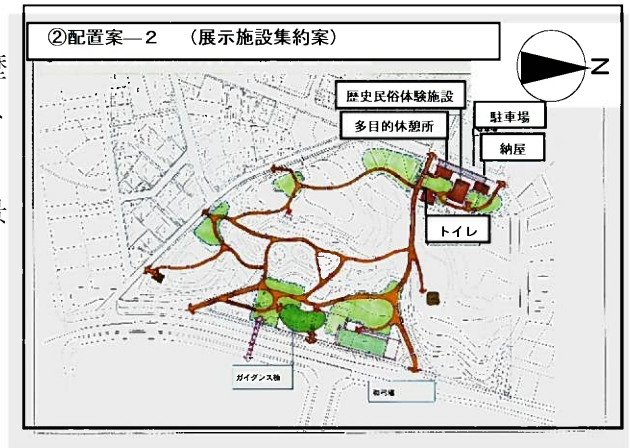 ②配置案―2 （展示施設集約案）
N
歴史民俗体験施設
多目的休憩所
駐車場
納屋
トイレ
ガイダンス棟